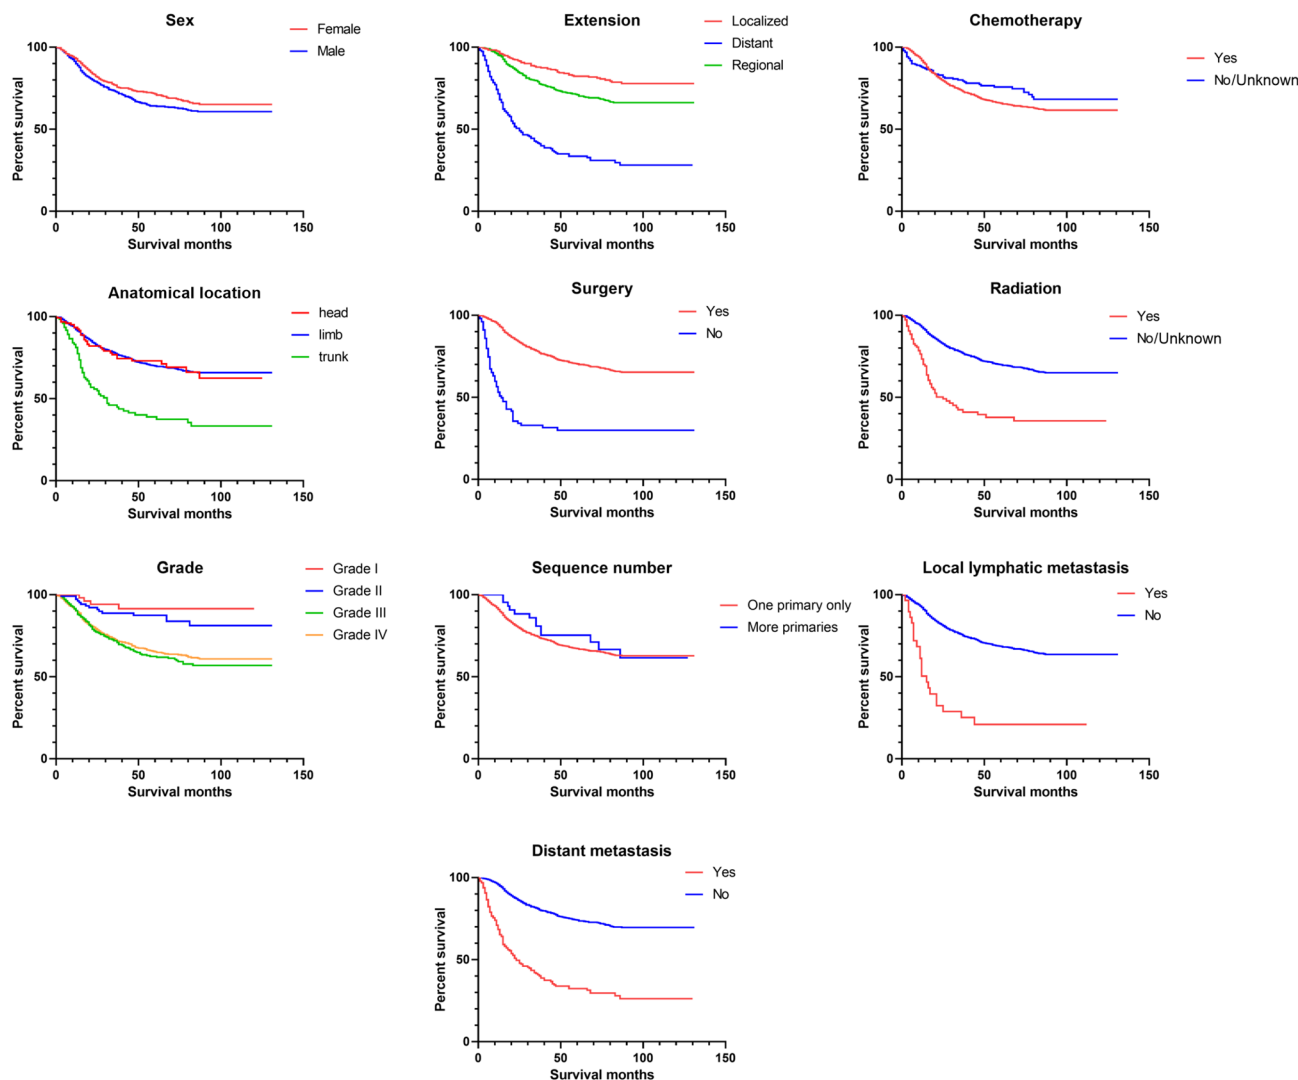 Sex
Female
Male
100
50
0
Percent survival
0 50 100 150
Survival months
Extension
Localized
Distant
Regional
100
50
0
Percent survival
0 50 100 150
Survival months
Chemotherapy
Yes
No/Unknown
100
50
0
Percent survival
0 50 100 150
Survival months
Anatomical location
head
limb
trunk
100
50
0
Percent survival
0 50 100 150
Survival months
Surgery
Yes
No
100
50
0
Percent survival
0 50 100 150
Survival months
Radiation
Yes
No/Unknown
100
50
0
Percent survival
0 50 100 150
Survival months
Grade
Grade I
Grade II
Grade III
Grade IV
100
50
0
Percent survival
0 50 100 150
Survival months
Sequence number
One primary only
More primaries
100
50
0
Percent survival
0 50 100 150
Survival months
Local lymphatic metastasis
Yes
No
100
50
0
Percent survival
0 50 100 150
Survival months
Distant metastasis
Yes
No
100
50
0
Percent survival
0 50 100 150
Survival months